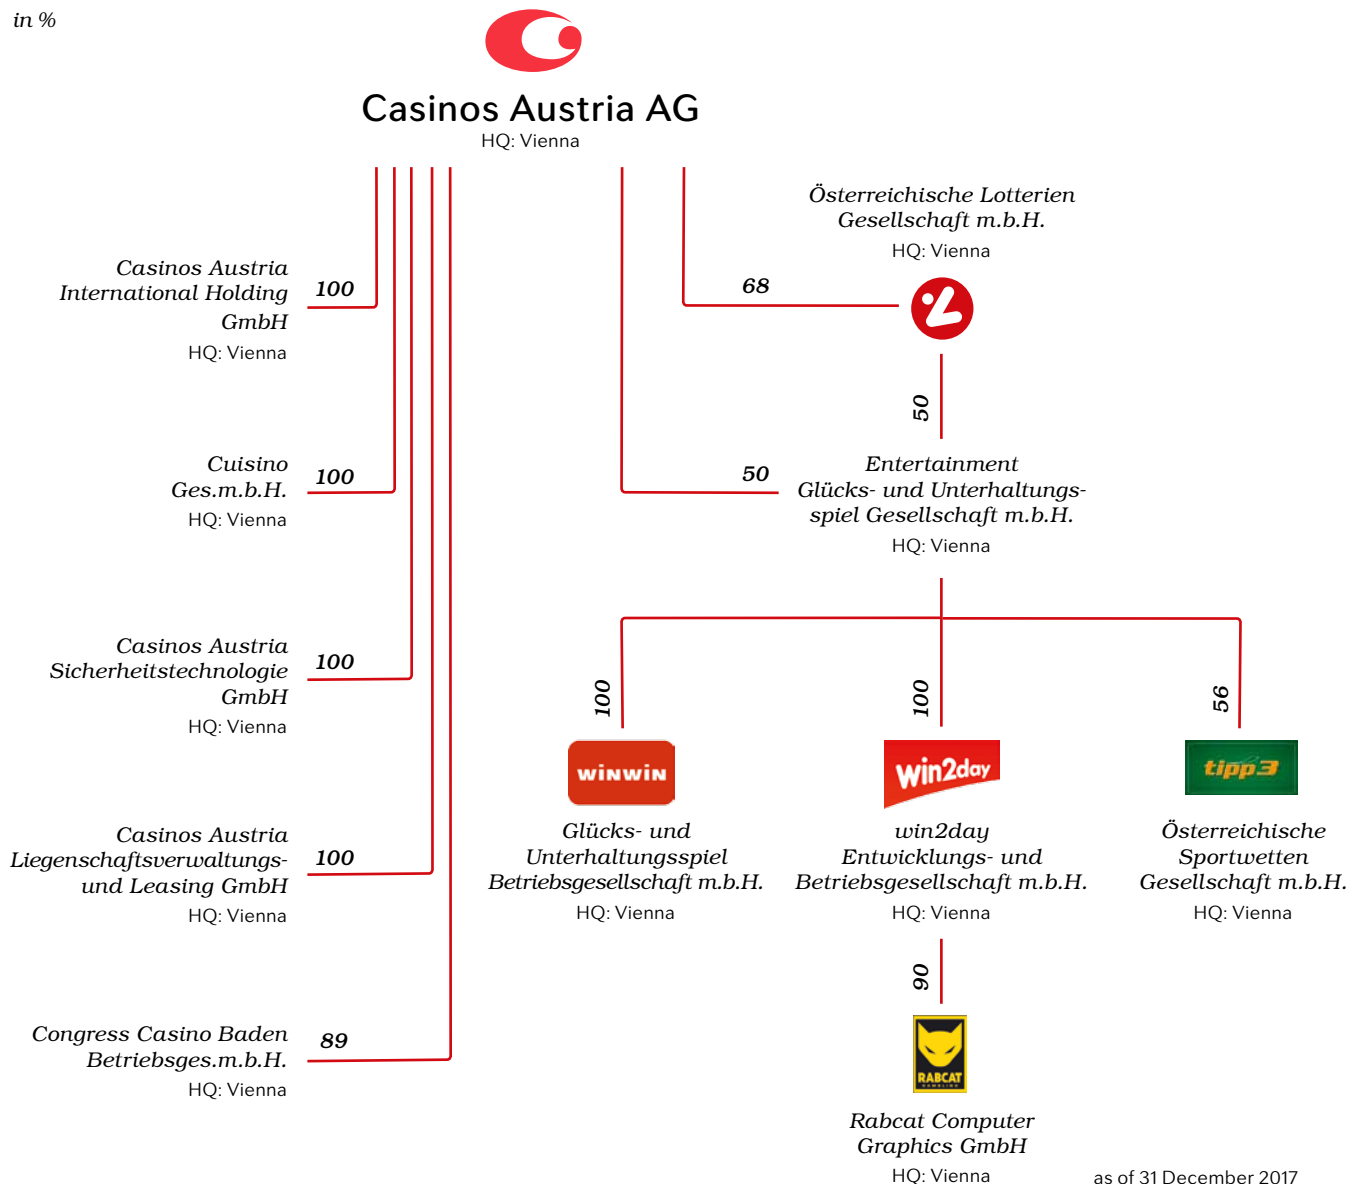 in %
Casinos Austria AG
HQ: Vienna
Österreichische Lotterien
Gesellschaft m.b.H.
HQ: Vienna
Casinos Austria
International Holding
GmbH
HQ: Vienna
100
68
50
Cuisino
Ges.m.b.H.
HQ: Vienna
100
50
Entertainment
Glücks- und Unterhaltungs-
spiel Gesellschaft m.b.H.
HQ: Vienna
Casinos Austria
Sicherheitstechnologie
GmbH
HQ: Vienna
100
100
100
56
winwin
win2day
tipp3
Casinos Austria
Liegenschaftsverwaltungs-
und Leasing GmbH
HQ: Vienna
100
Glücks- und
Unterhaltungsspiel
Betriebsgesellschaft m.b.H.
HQ: Vienna
win2day
Entwicklungs- und
Betriebsgesellschaft m.b.H.
HQ: Vienna
Österreichische
Sportwetten
Gesellschaft m.b.H.
HQ: Vienna
90
Congress Casino Baden
Betriebsges.m.b.H.
HQ: Vienna
89
RABCAT
GAMBLING
Rabcat Computer
Graphics GmbH
HQ: Vienna
as of 31 December 2017